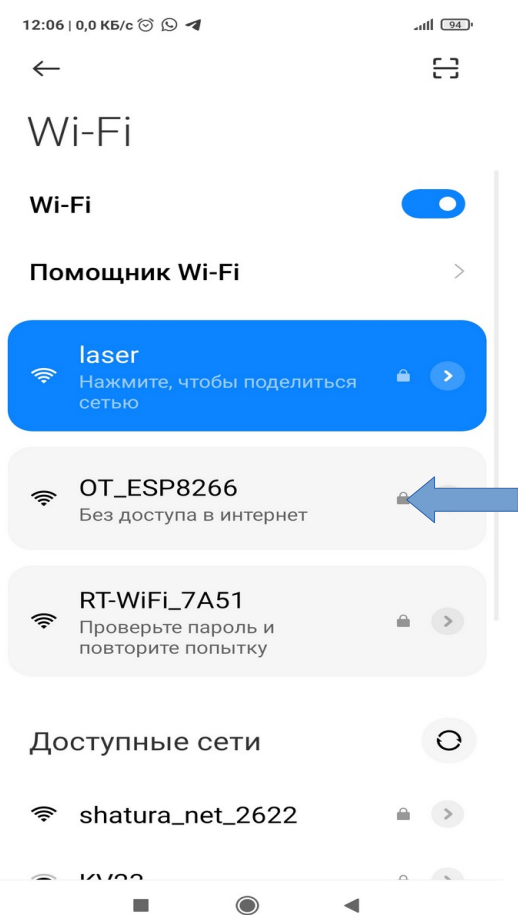 12:06 | 0,0 КБ/с
94
Wi-Fi
Wi-Fi
Помощник Wi-Fi
laser
Нажмите, чтобы поделиться
сетью
OT_ESP8266
Без доступа в интернет
RT-WiFi_7A51
Проверьте пароль и
повторите попытку
Доступные сети
shatura_net_2622